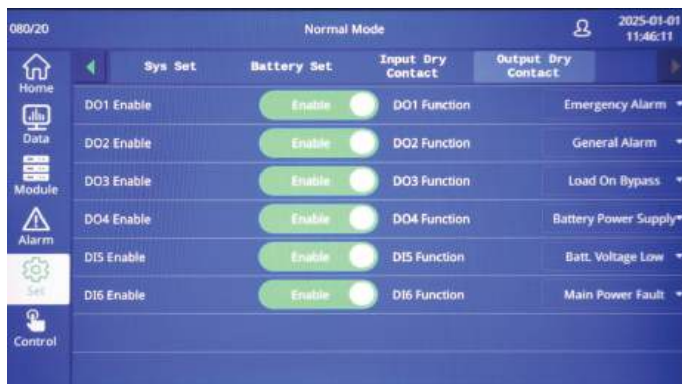 080/20
Normal Mode
2025-01-01
11:46:11
Home
Data
Module
Alarm
Set
Control
Sys Set
Battery Set
Input Dry
Contact
Output Dry
Contact
DO1 Enable Enable DO1 Function Emergency Alarm
DO2 Enable Enable DO2 Function General Alarm
DO3 Enable Enable DO3 Function Load On Bypass
DO4 Enable Enable DO4 Function Battery Power Supply
DI5 Enable Enable DI5 Function Batt. Voltage Low
DI6 Enable Enable DI6 Function Main Power Fault